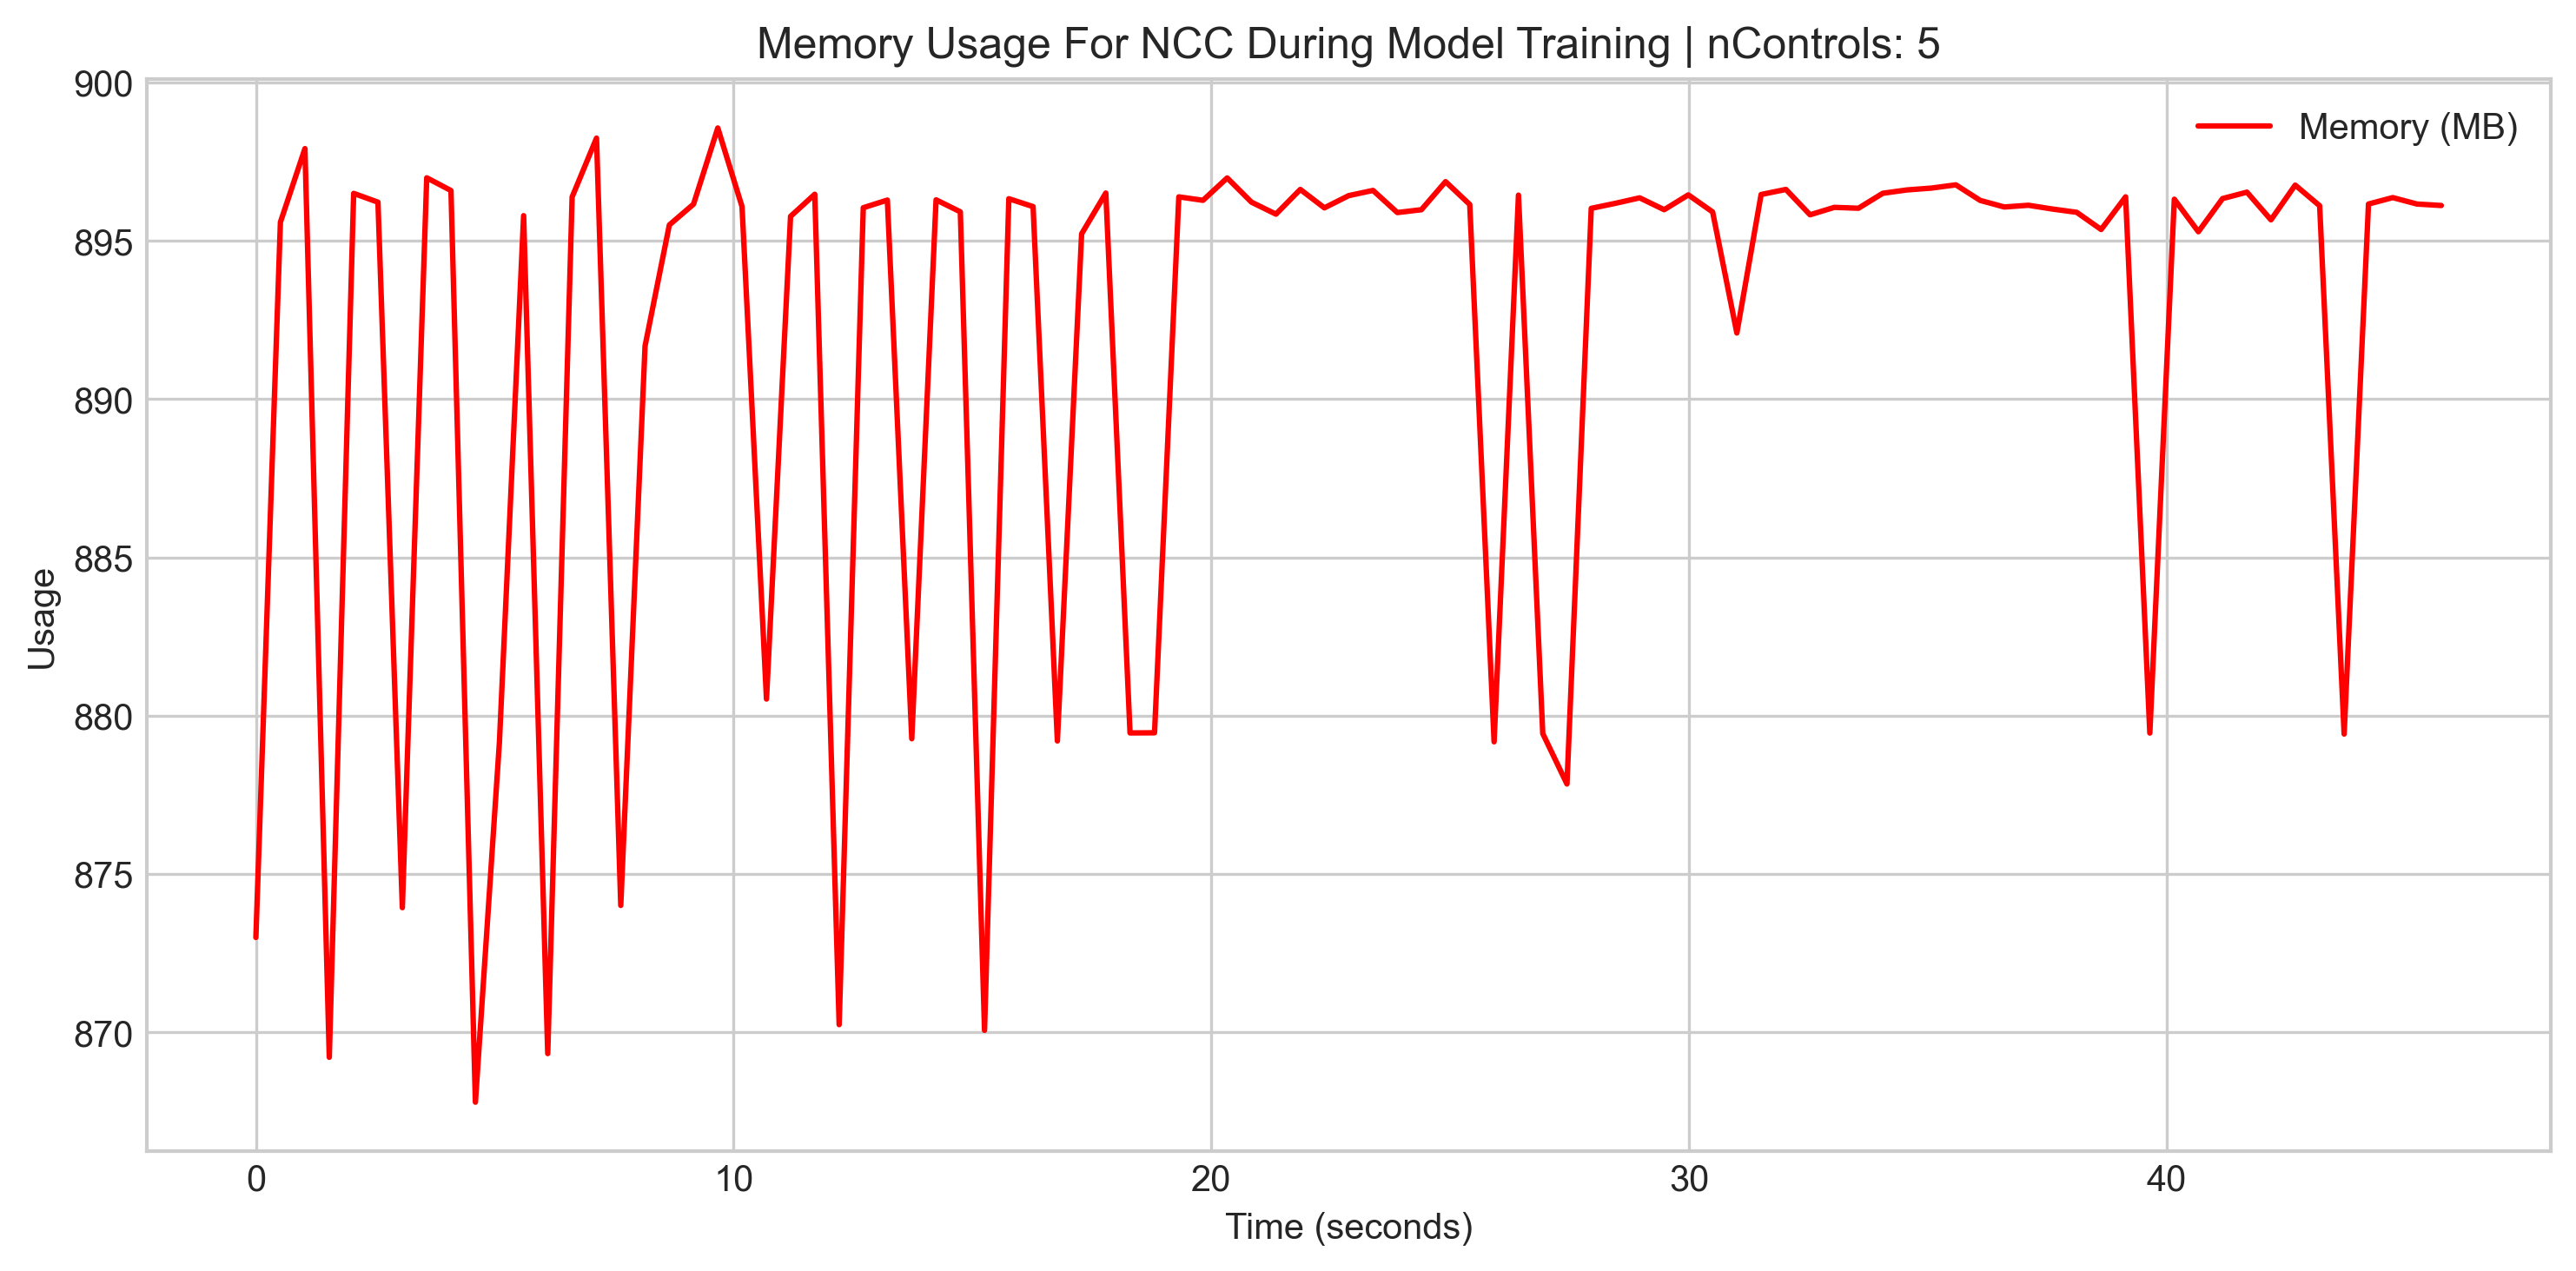 Memory Usage For NCC During Model Training | nControls: 5
900
Memory (MB)
895
890
885
Usage
880
875
870
0 10 20 30 40
Time (seconds)